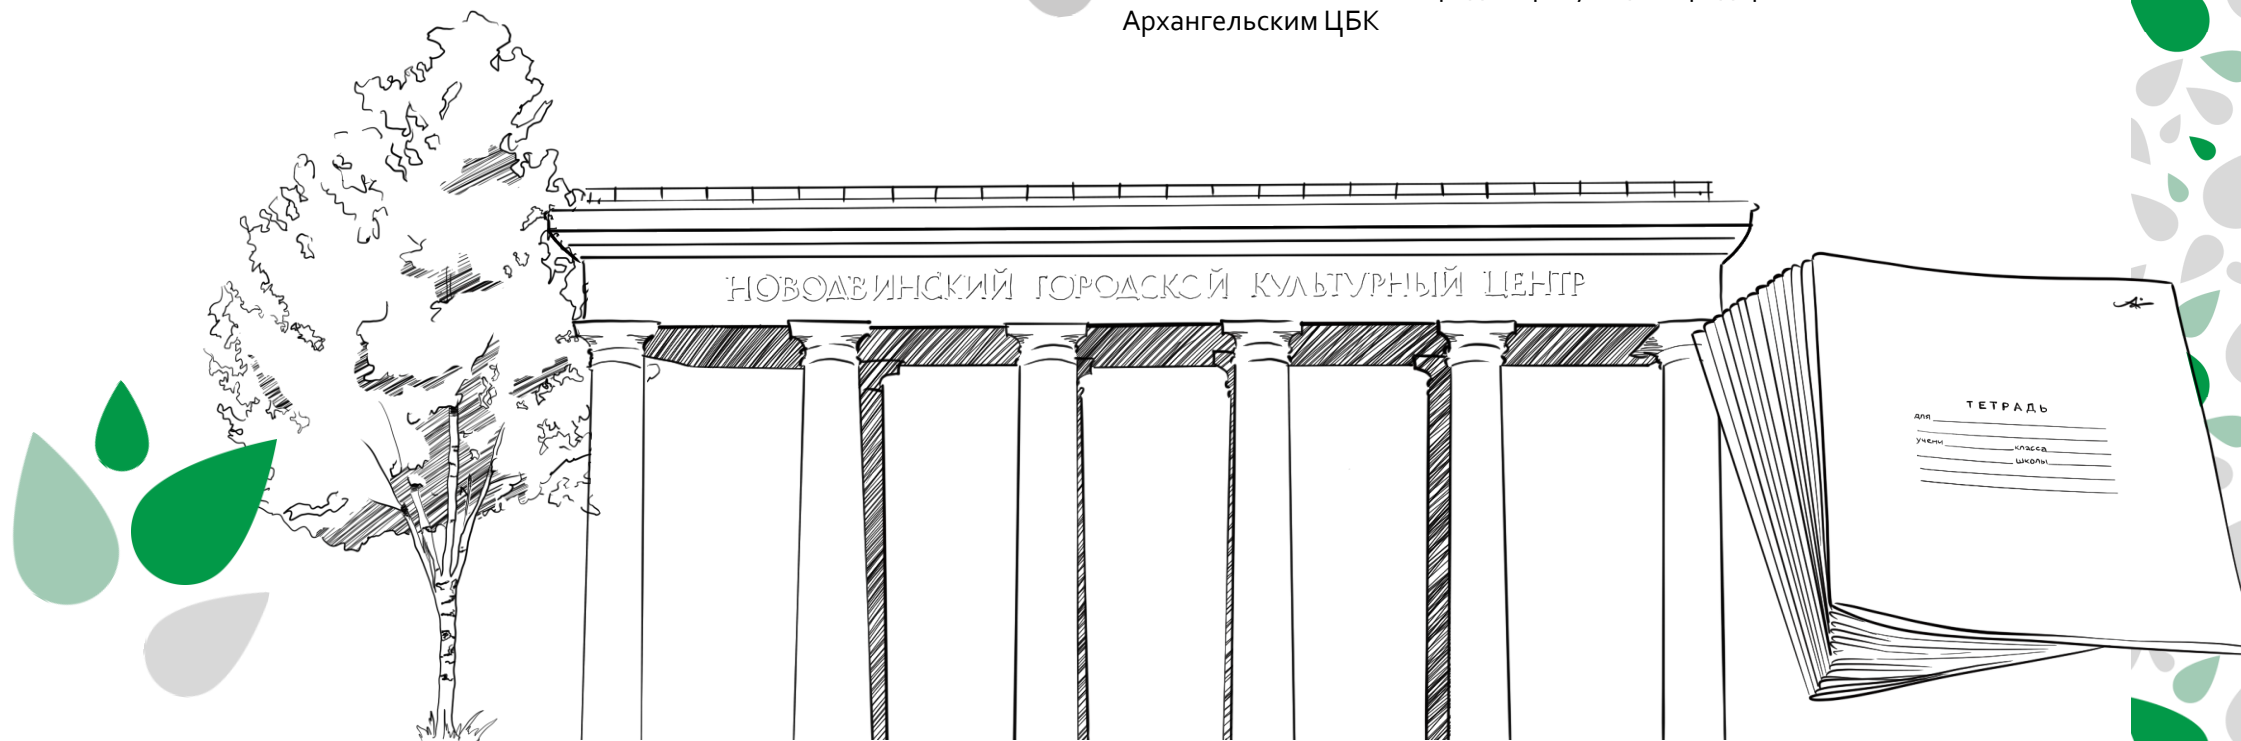 Архангельским ЦБК
НОВОДВИНСКИЙ ГОРОДСКОЙ КУЛЬТУРНЫЙ ЦЕНТР
ТЕТРАДЬ
для
учени класса
школы